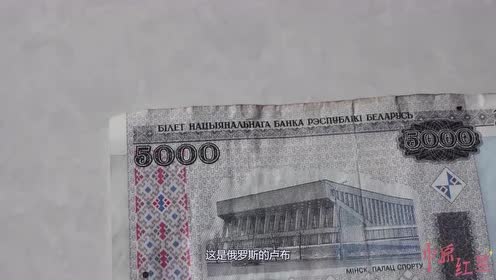 БІЛЕТ НАЦЫЯНАЛЬНАГА БАНКА РЭСПУБЛІКІ БЕЛАРУСЬ
5000
5000
МІНСК, ПАЛАЦ СПОРТУ
这是俄罗斯的卢布